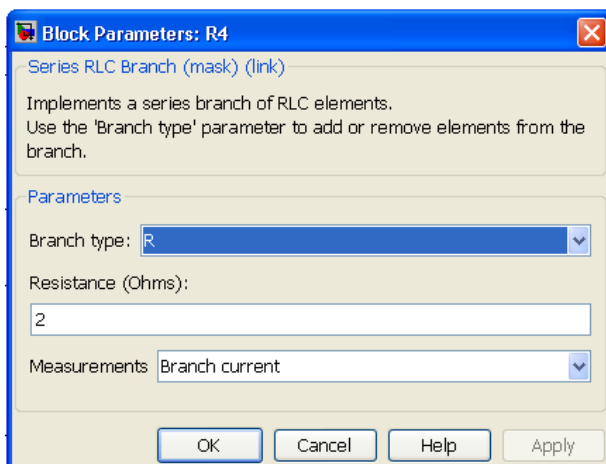 Block Parameters: R4
Series RLC Branch (mask) (link)
Implements a series branch of RLC elements.
Use the 'Branch type' parameter to add or remove elements from the
branch.
Parameters
Branch type: R
Resistance (Ohms):
2
Measurements Branch current
OK Cancel Help Apply